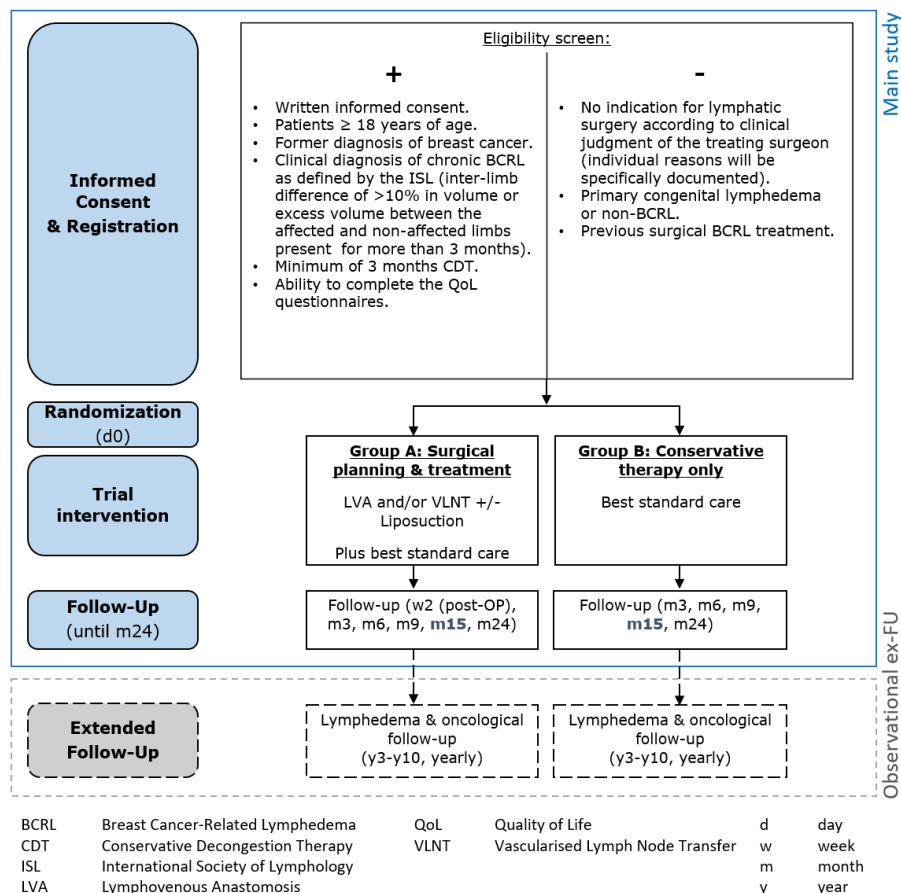 Main study
Informed
Consent
& Registration
Eligibility screen:
+
• Written informed consent.
• Patients ≥ 18 years of age.
• Former diagnosis of breast cancer.
• Clinical diagnosis of chronic BCRL
as defined by the ISL (inter-limb
difference of >10% in volume or
excess volume between the
affected and non-affected limbs
present for more than 3 months).
• Minimum of 3 months CDT.
• Ability to complete the QoL
questionnaires.
-
• No indication for lymphatic
surgery according to clinical
judgment of the treating surgeon
(individual reasons will be
specifically documented).
• Primary congenital lymphedema
or non-BCRL.
• Previous surgical BCRL treatment.
Randomization
(d0)
Trial
intervention
Group A: Surgical
planning & treatment
LVA and/or VLNT +/-
Liposuction
Plus best standard care
Group B: Conservative
therapy only
Best standard care
Follow-Up
(until m24)
Follow-up (w2 (post-OP),
m3, m6, m9, m15, m24)
Follow-up (m3, m6, m9,
m15, m24)
Observational ex-FU
Extended
Follow-Up
Lymphedema & oncological
follow-up
(y3-y10, yearly)
Lymphedema & oncological
follow-up
(y3-y10, yearly)
BCRL Breast Cancer-Related Lymphedema QoL Quality of Life d day
CDT Conservative Decongestion Therapy VLNT Vascularised Lymph Node Transfer w week
ISL International Society of Lymphology m month
LVA Lymphovenous Anastomosis y year